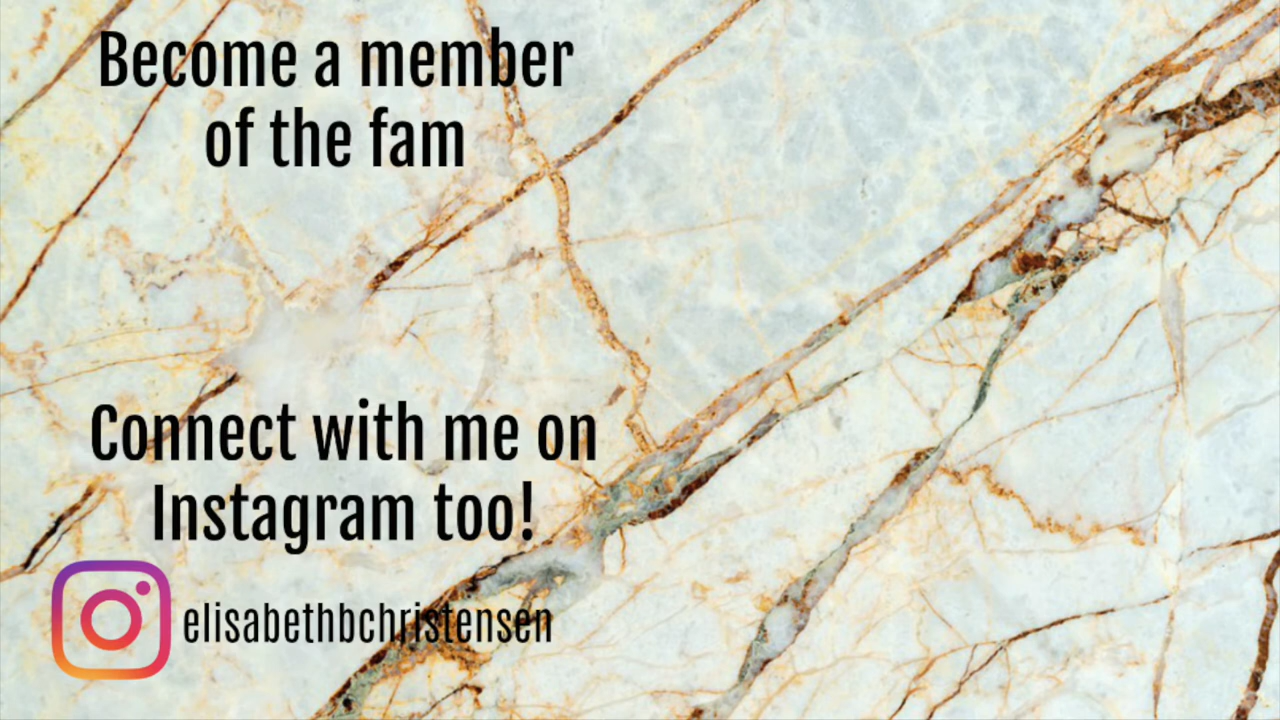 Become a member
of the fam
Connect with me on
Instagram too!
elisabethbchristensen